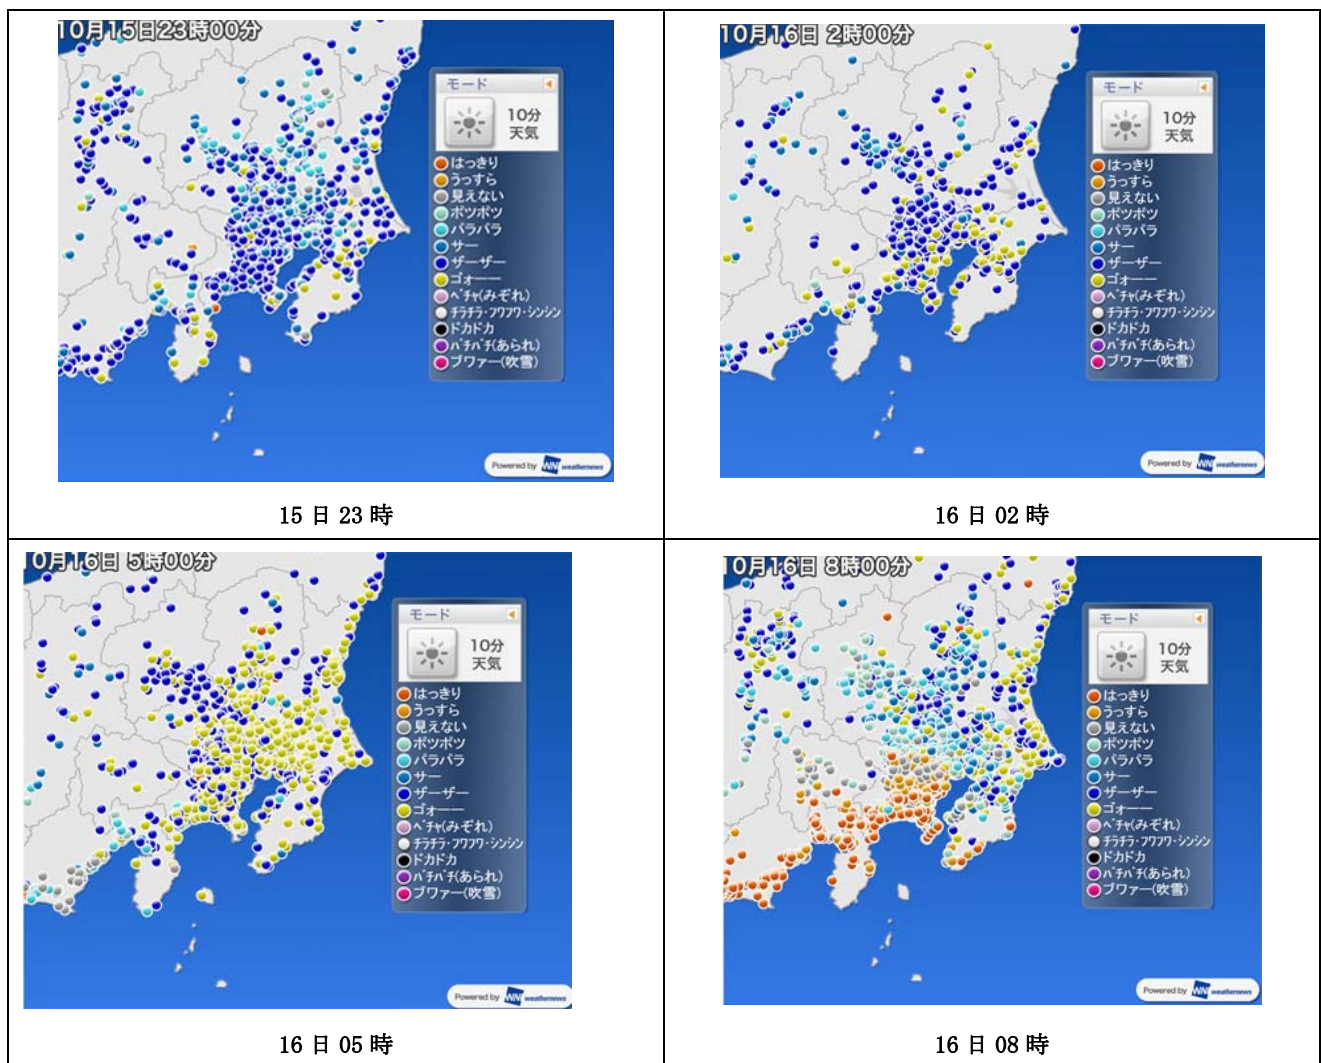 10月15日23時00分
モード
10分
天気
はっきり
うっすら
見えない
ポツポツ
パラパラ
サー
ザーザー
ゴォーー
ベチャ(みぞれ)
チラチラ・フワフワ・シンシン
ドカドカ
バチバチ(あられ)
ブワァー(吹雪)
Powered by WNI weathernews
15 日 23 時
10月16日 2時00分
モード
10分
天気
はっきり
うっすら
見えない
ポツポツ
パラパラ
サー
ザーザー
ゴォーー
ベチャ(みぞれ)
チラチラ・フワフワ・シンシン
ドカドカ
バチバチ(あられ)
ブワァー(吹雪)
Powered by WNI weathernews
16 日 02 時
10月16日 5時00分
モード
10分
天気
はっきり
うっすら
見えない
ポツポツ
パラパラ
サー
ザーザー
ゴォーー
ベチャ(みぞれ)
チラチラ・フワフワ・シンシン
ドカドカ
バチバチ(あられ)
ブワァー(吹雪)
Powered by WNI weathernews
16 日 05 時
10月16日 8時00分
モード
10分
天気
はっきり
うっすら
見えない
ポツポツ
パラパラ
サー
ザーザー
ゴォーー
ベチャ(みぞれ)
チラチラ・フワフワ・シンシン
ドカドカ
バチバチ(あられ)
ブワァー(吹雪)
Powered by WNI weathernews
16 日 08 時